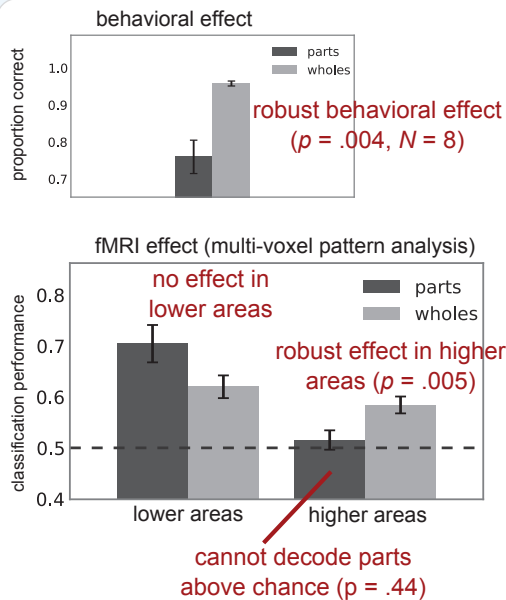 behavioral effect
proportion correct
1.0
0.9
0.8
0.7
parts
wholes
robust behavioral effect
(p = .004, N = 8)
fMRI effect (multi-voxel pattern analysis)
classification performance
0.8
0.7
0.6
0.5
0.4
no effect in
lower areas
parts
wholes
robust effect in higher
areas (p = .005)
lower areas
higher areas
cannot decode parts
above chance (p = .44)